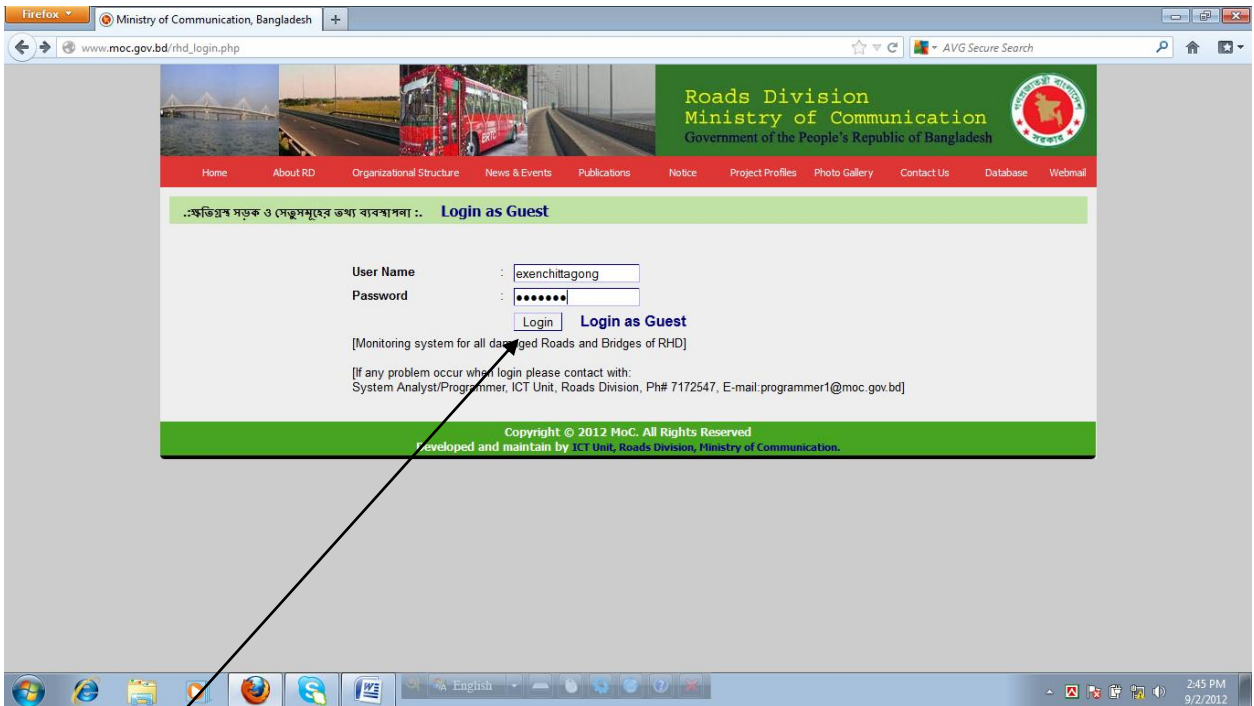 Firefox
Ministry of Communication, Bangladesh
www.moc.gov.bd/rhd_login.php
AVG Secure Search
Roads Division
Ministry of Communication
Government of the People's Republic of Bangladesh
Home About RD Organizational Structure News & Events Publications Notice Project Profiles Photo Gallery Contact Us Database Webmail
.:ক্ষতিগ্রস্ত সড়ক ও সেতুসমূহের তথ্য ব্যবস্থাপনা :. Login as Guest
User Name : exenchittagong
Password : •••••••
Login Login as Guest
[Monitoring system for all damaged Roads and Bridges of RHD]
[If any problem occur when login please contact with:
System Analyst/Programmer, ICT Unit, Roads Division, Ph# 7172547, E-mail:programmer1@moc.gov.bd]
Copyright © 2012 MoC. All Rights Reserved
Developed and maintain by ICT Unit, Roads Division, Ministry of Communication.
English
2:45 PM
9/2/2012